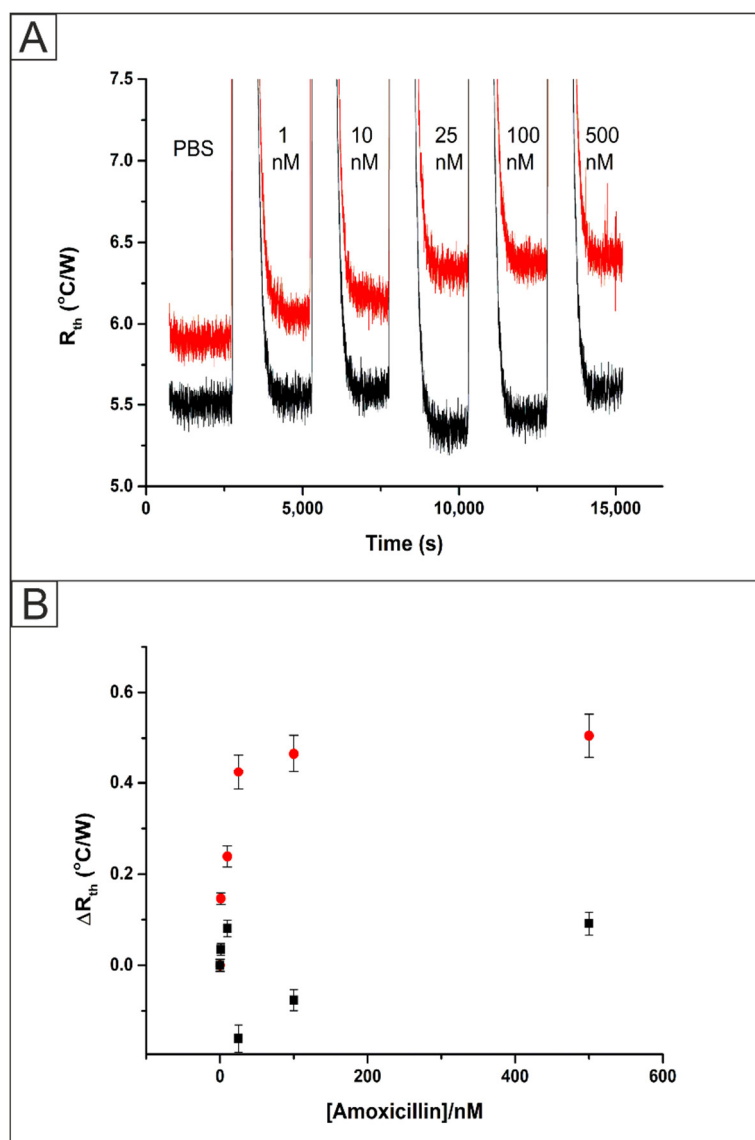 A
7.5
7.0
6.5
6.0
5.5
5.0
R_th (°C/W)
PBS
1
nM
10
nM
25
nM
100
nM
500
nM
0
5,000
10,000
15,000
Time (s)
B
0.6
0.4
0.2
0.0
ΔR_th (°C/W)
0
200
400
600
[Amoxicillin]/nM